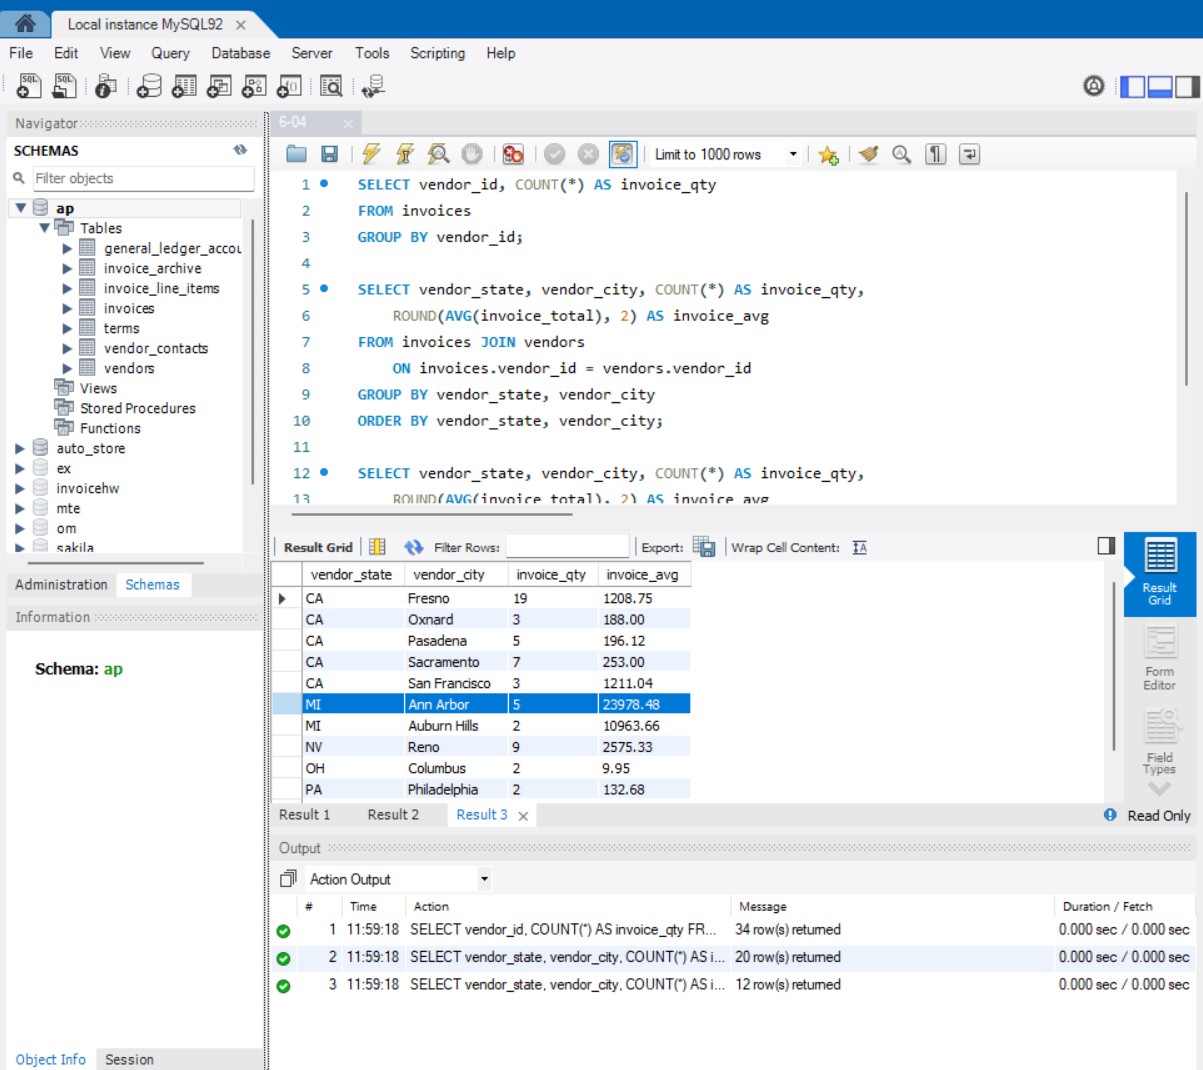 Local instance MySQL92
File Edit View Query Database Server Tools Scripting Help
SQL SQL
Navigator
SCHEMAS
Filter objects
ap
Tables
general_ledger_accou
invoice_archive
invoice_line_items
invoices
terms
vendor_contacts
vendors
Views
Stored Procedures
Functions
auto_store
ex
invoicehw
mte
om
sakila
Administration Schemas
Information
Schema: ap
Object Info Session
6-04
Limit to 1000 rows
1 SELECT vendor_id, COUNT(*) AS invoice_qty
2 FROM invoices
3 GROUP BY vendor_id;
4
5 SELECT vendor_state, vendor_city, COUNT(*) AS invoice_qty,
6 ROUND(AVG(invoice_total), 2) AS invoice_avg
7 FROM invoices JOIN vendors
8 ON invoices.vendor_id = vendors.vendor_id
9 GROUP BY vendor_state, vendor_city
10 ORDER BY vendor_state, vendor_city;
11
12 SELECT vendor_state, vendor_city, COUNT(*) AS invoice_qty,
13 ROUND(AVG(invoice_total), 2) AS invoice_avg
Result Grid Filter Rows: Export: Wrap Cell Content: IA
vendor_state vendor_city invoice_qty invoice_avg
CA Fresno 19 1208.75
CA Oxnard 3 188.00
CA Pasadena 5 196.12
CA Sacramento 7 253.00
CA San Francisco 3 1211.04
MI Ann Arbor 5 23978.48
MI Auburn Hills 2 10963.66
NV Reno 9 2575.33
OH Columbus 2 9.95
PA Philadelphia 2 132.68
Result
Grid
Form
Editor
Field
Types
Result 1 Result 2 Result 3 Read Only
Output
Action Output
# Time Action Message Duration / Fetch
1 11:59:18 SELECT vendor_id, COUNT(*) AS invoice_qty FR... 34 row(s) returned 0.000 sec / 0.000 sec
2 11:59:18 SELECT vendor_state, vendor_city, COUNT(*) AS i... 20 row(s) returned 0.000 sec / 0.000 sec
3 11:59:18 SELECT vendor_state, vendor_city, COUNT(*) AS i... 12 row(s) returned 0.000 sec / 0.000 sec